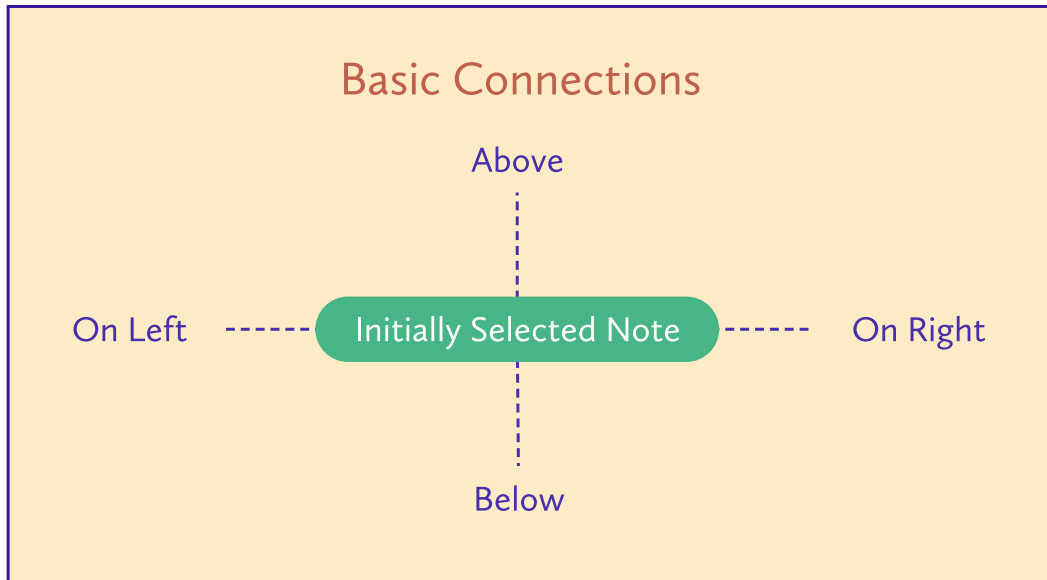 Basic Connections
Above
On Left
Initially Selected Note
On Right
Below